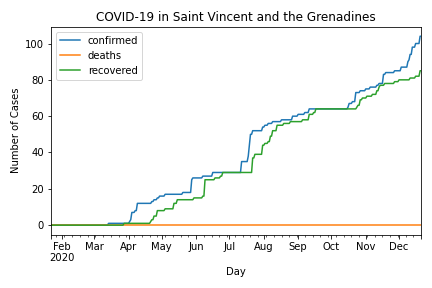 COVID-19 in Saint Vincent and the Grenadines
confirmed
deaths
recovered
Number of Cases
100
80
60
40
20
0
Feb Mar Apr May Jun Jul Aug Sep Oct Nov Dec
2020
Day